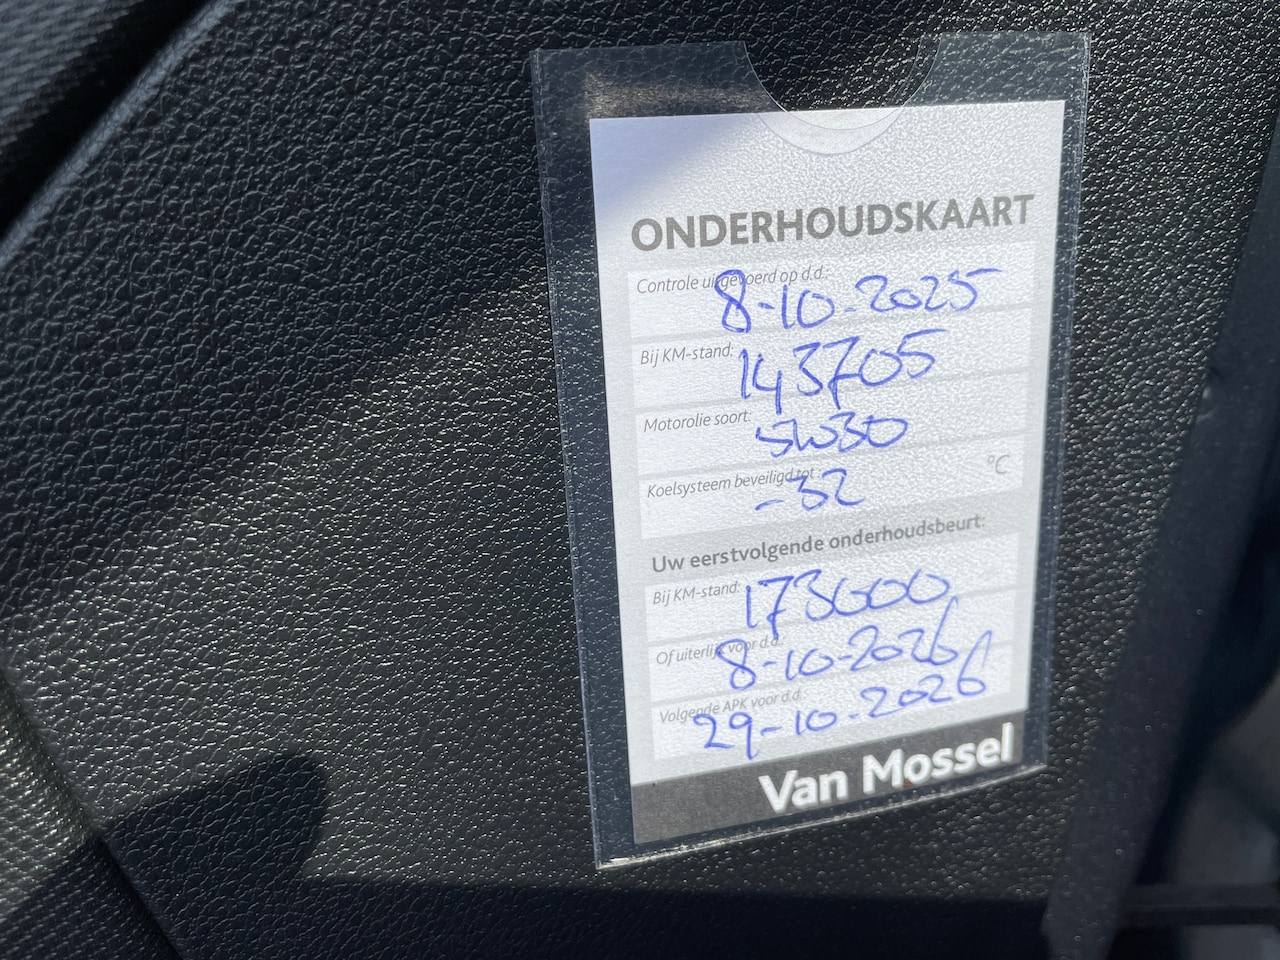 ONDERHOUDSKAART
Controle uitgevoerd op d.d.:
8-10-2025
Bij KM-stand: 143705
Motorolie soort: 5W30
Koelsysteem beveiligd tot -32 °C
Uw eerstvolgende onderhoudsbeurt:
Bij KM-stand: 173000
Of uiterlijk voor d.d. 8-10-2026
Volgende APK voor d.d.
29-10-2026
Van Mossel